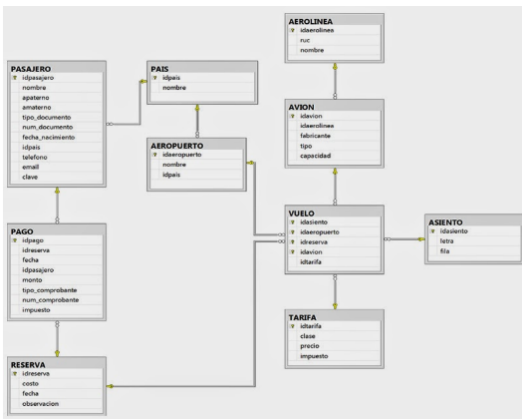 AEROLINEA
idaerolinea
ruc
nombre
PASAJERO
idpasajero
nombre
apaterno
amaterno
tipo_documento
num_documento
fecha_nacimiento
idpais
telefono
email
clave
PAIS
idpais
nombre
AVION
idavion
idaerolinea
fabricante
tipo
capacidad
AEROPUERTO
idaeropuerto
nombre
idpais
VUELO
idasiento
idaeropuerto
idreserva
idavion
idtarifa
ASIENTO
idasiento
letra
fila
PAGO
idpago
idreserva
fecha
idpasajero
monto
tipo_comprobante
num_comprobante
impuesto
TARIFA
idtarifa
clase
precio
impuesto
RESERVA
idreserva
costo
fecha
observacion